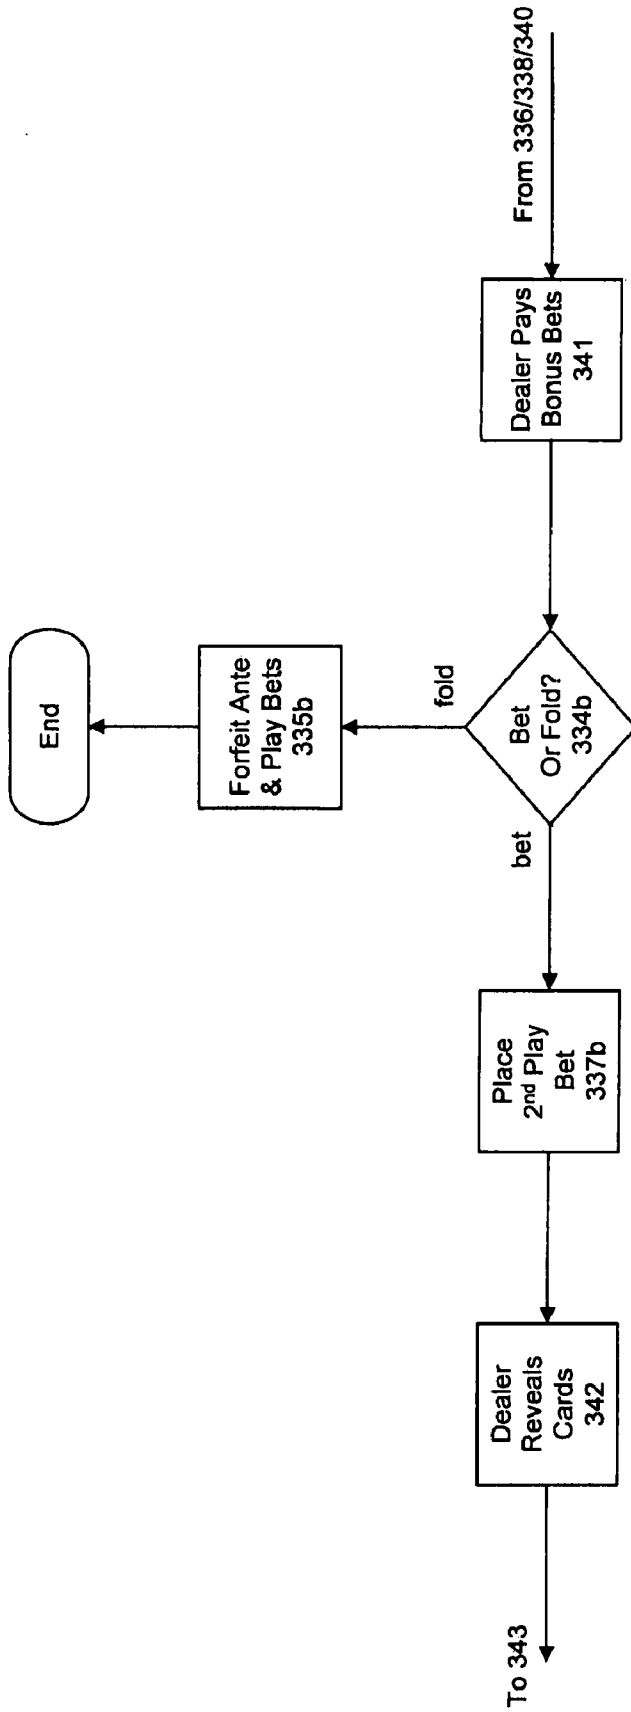 From 336/338/340
Dealer Pays
Bonus Bets
341
Bet
Or Fold?
334b
fold
Forfeit Ante
& Play Bets
335b
End
bet
Place
2nd Play
Bet
337b
Dealer
Reveals
Cards
342
To 343